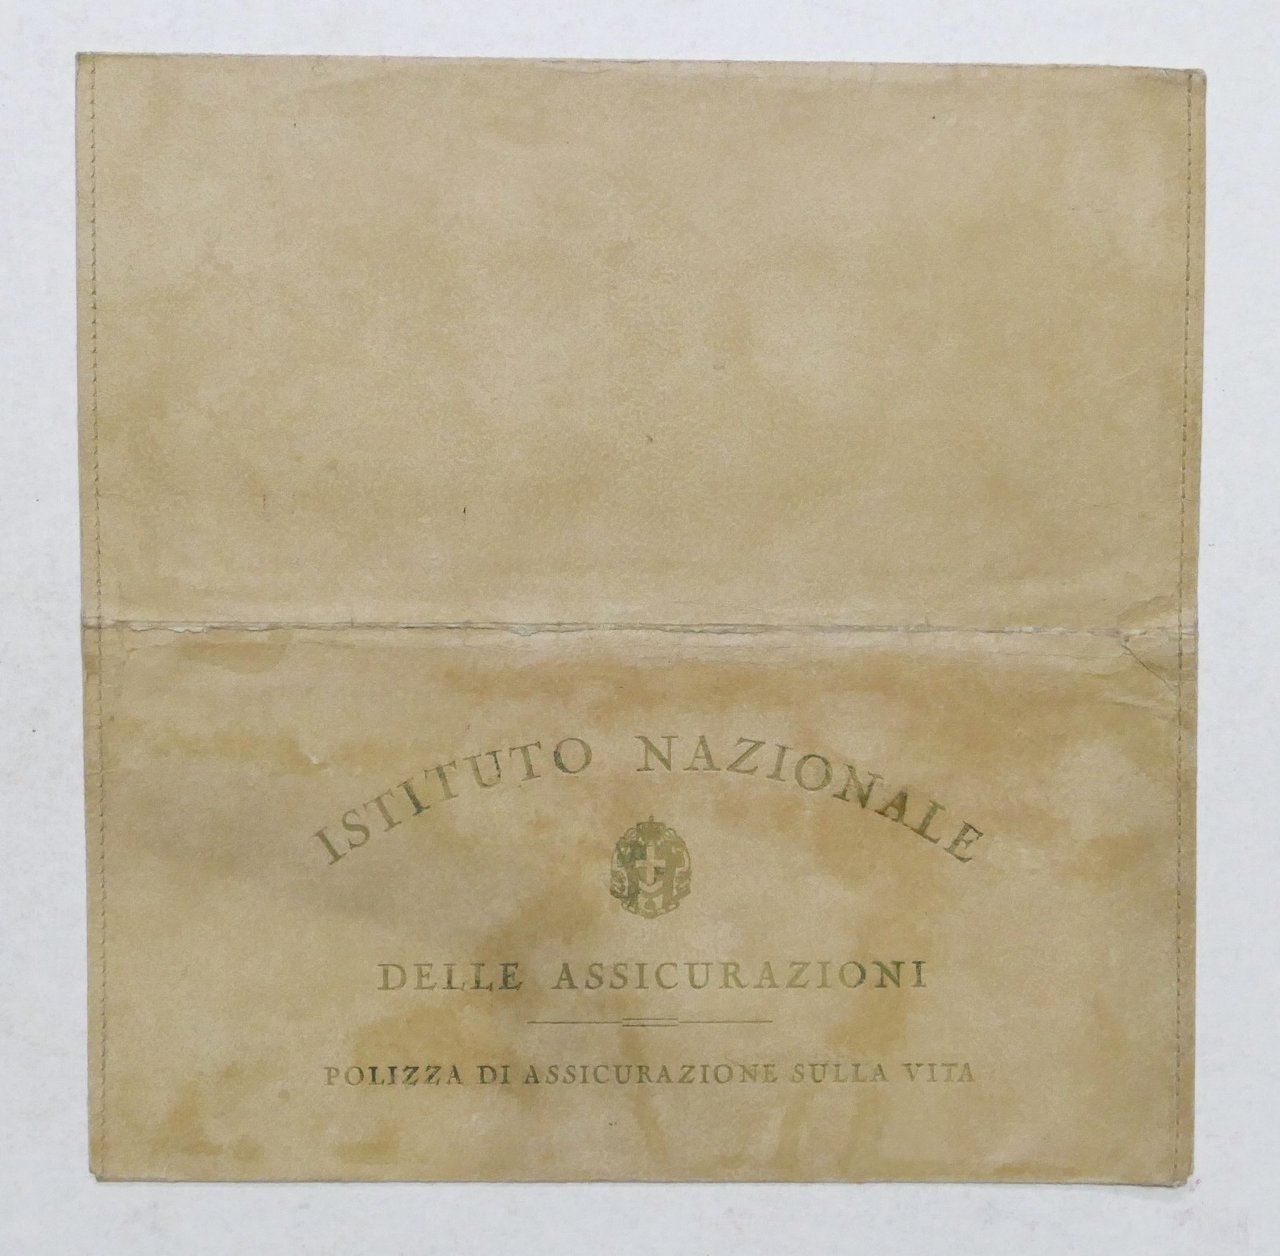 ISTITUTO NAZIONALE
DELLE ASSICURAZIONI
POLIZZA DI ASSICURAZIONE SULLA VITA